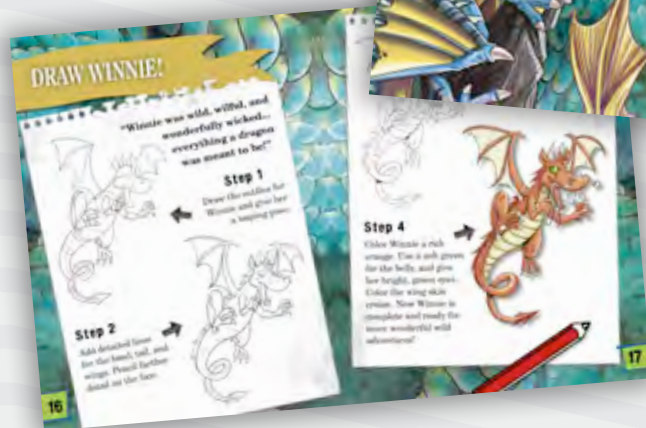 DRAW WINNIE!
"Winnie was wild, wilful, and
wonderfully wicked...
everything a dragon
was meant to be!"
Step 1
Draw the outline for
Winnie and give her
a leaping pose.
Step 2
Add detailed lines
for the head, tail, and
wings. Pencil further
detail on the face.
16
Step 4
Color Winnie a rich
orange. Use a soft green
for the belly, and give
her bright, green eyes.
Color the wing skin
cream. Now Winnie is
complete and ready for
more wonderful wild
adventures!
17